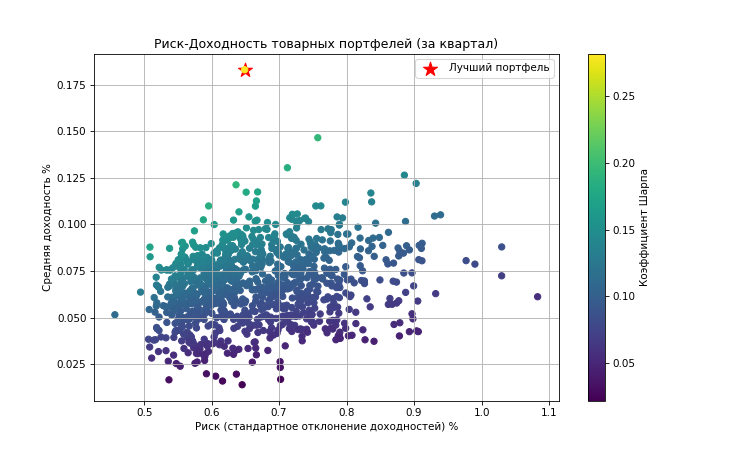 Риск-Доходность товарных портфелей (за квартал)
Лучший портфель
0.175
0.150
0.125
0.100
0.075
0.050
0.025
Средняя доходность %
0.5 0.6 0.7 0.8 0.9 1.0 1.1
Риск (стандартное отклонение доходностей) %
0.25
0.20
0.15
0.10
0.05
Коэффициент Шарпа